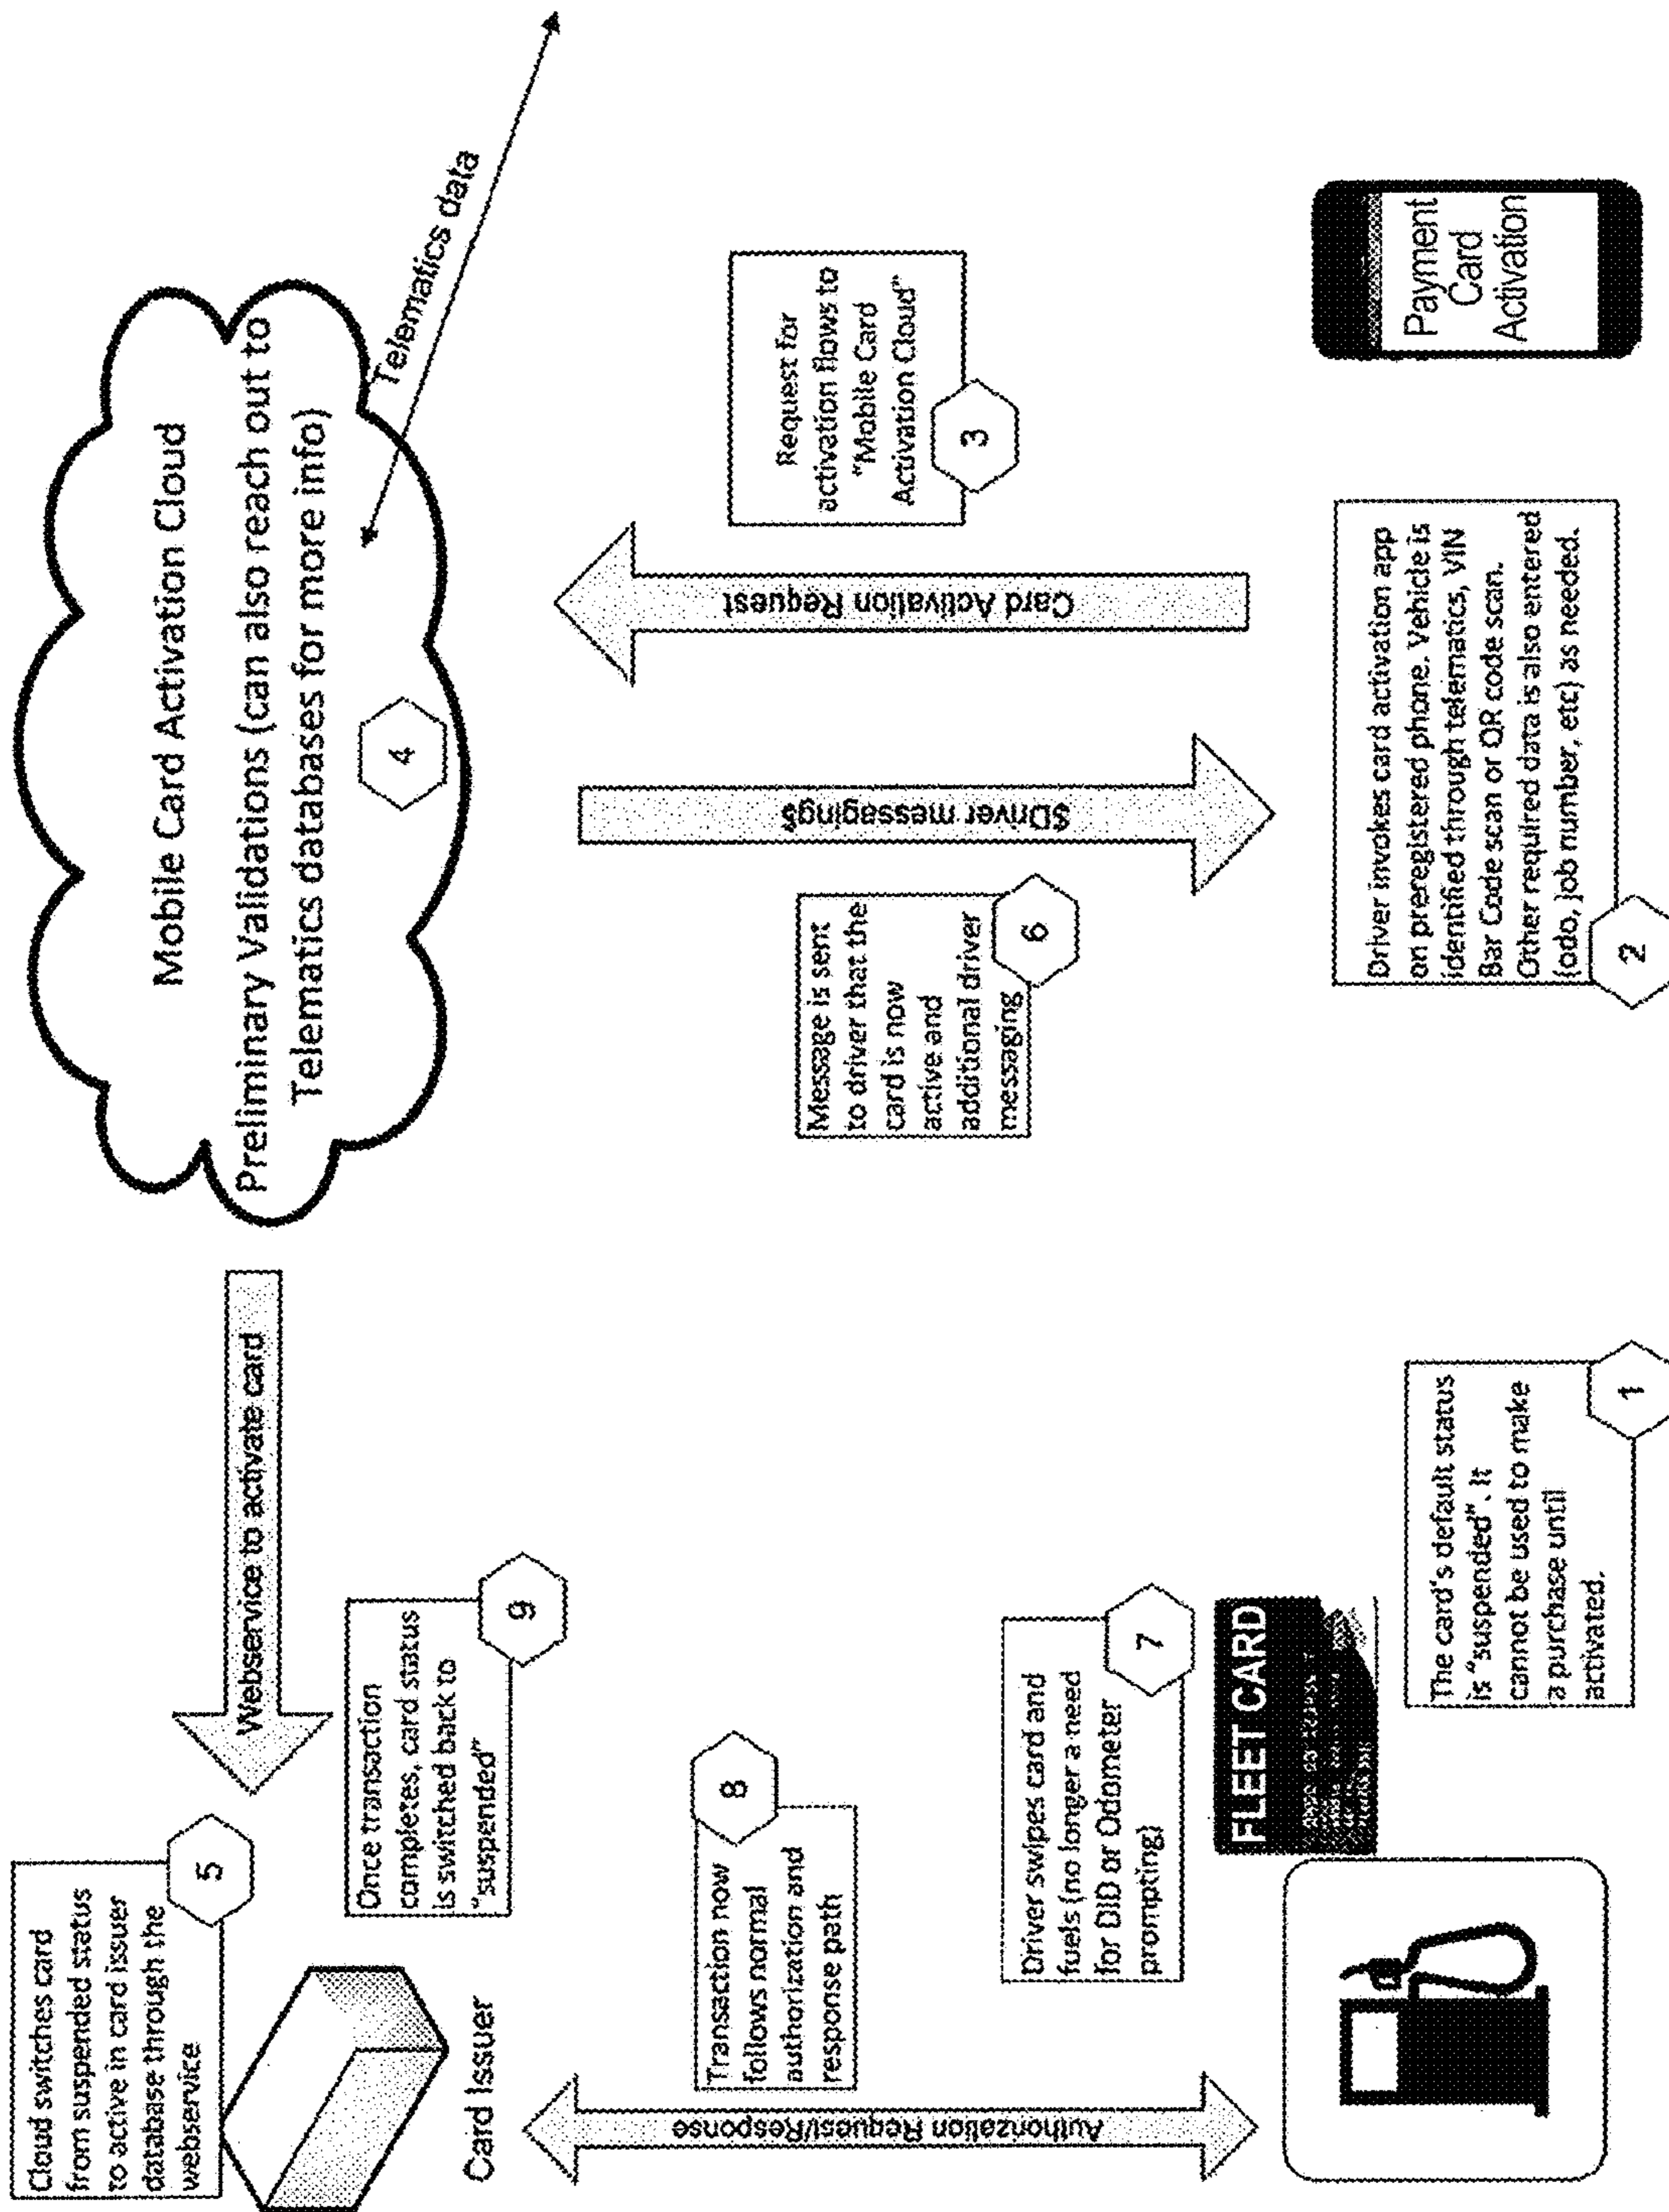 Cloud switches card
from suspended status
to active in card issuer
database through the
webservice
5
Card Issuer
Webservice to activate card
Once transaction
completes, card status
is switched back to
"suspended"
9
Mobile Card Activation Cloud
Preliminary Validations (can also reach out to
Telematics databases for more info)
4
Telematics data
Authorization Request/Response
Transaction now
follows normal
authorization and
response path
8
Message is sent
to driver that the
card is now
active and
additional driver
messaging
6
$Driver messaging$
Card Activation Request
Request for
activation flows to
"Mobile Card
Activation Cloud"
3
Driver swipes card and
fuels (no longer a need
for DID or Odometer
prompting)
7
FLEET CARD
The card's default status
is "suspended". It
cannot be used to make
a purchase until
activated.
1
Driver invokes card activation app
on preregistered phone. Vehicle is
identified through telematics, VIN
Bar Code scan or QR code scan.
Other required data is also entered
(odo, job number, etc) as needed.
2
Payment
Card
Activation